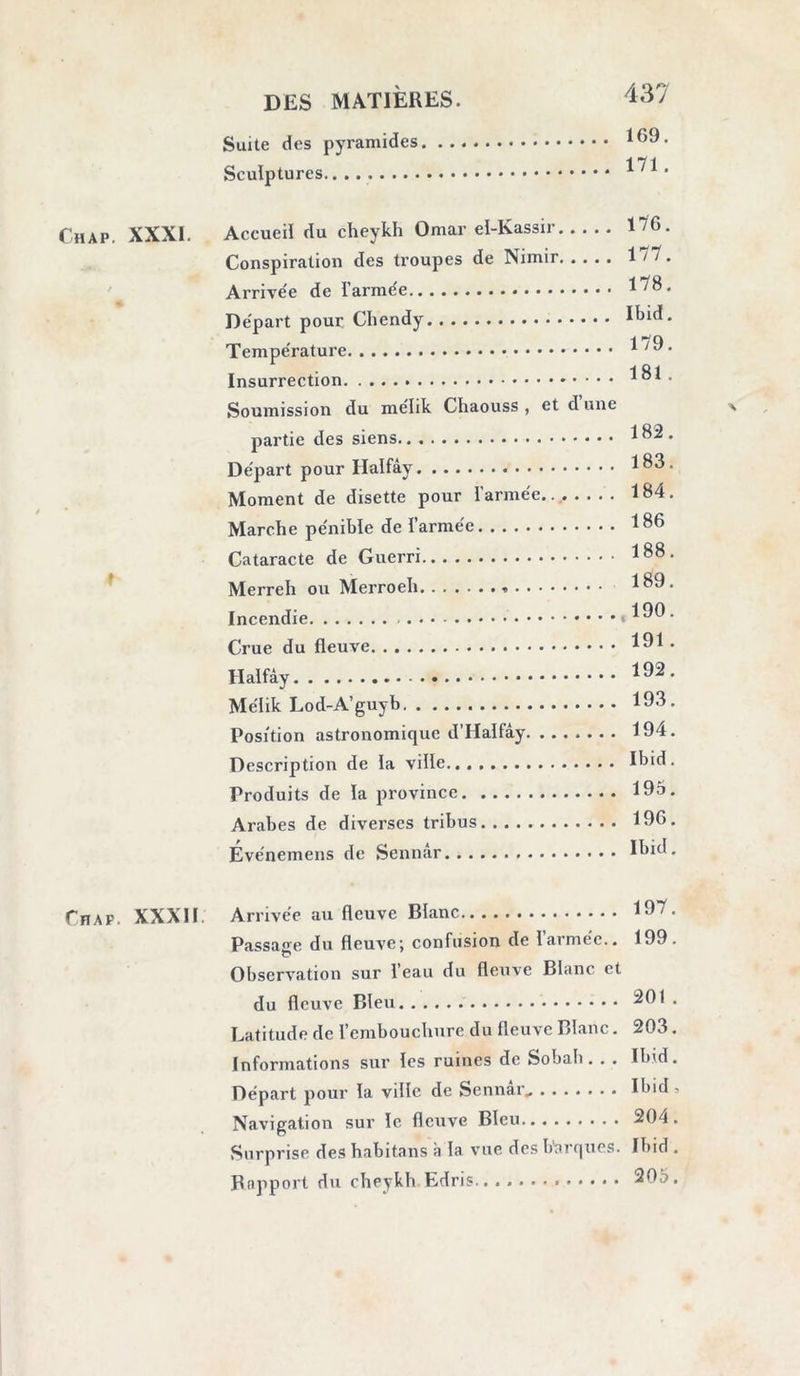 DES MATIÈRES. 437
Suite des pyramides. 169.
Sculptures. 171.
CHAP. XXXI. Accueil du cheykh Omar el-Kassir. 176.
Conspiration des troupes de Nimir. 177.
Arrivée de l'armée. 178.
Départ pour Chendy. Ibid.
Température. 179.
Insurrection. 181.
Soumission du mélik Chaouss, et d'une
partie des siens. 182.
Départ pour Halfây. 183.
Moment de disette pour l'armée. 184.
Marche pénible de l'armée. 186
Cataracte de Guerri. 188.
Merreh ou Merroeh. 189.
Incendie. 190.
Crue du fleuve. 191.
Halfây. 192.
Mélik Lod-A'guyb. 193.
Position astronomique d'Halfây. 194.
Description de la ville. Ibid.
Produits de la province. 195.
Arabes de diverses tribus. 196.
Événemens de Sennâr. Ibid.
CHAP. XXXII. Arrivée au fleuve Blanc. 197.
Passage du fleuve; confusion de l'armée. 199.
Observation sur l'eau du fleuve Blanc et
du fleuve Bleu. 201.
Latitude de l'embouchure du fleuve Blanc. 203.
Informations sur les ruines de Sobah. Ibid.
Départ pour la ville de Sennâr. Ibid.
Navigation sur le fleuve Bleu. 204.
Surprise des habitans à la vue des barques. Ibid.
Rapport du cheykh Edris. 205.